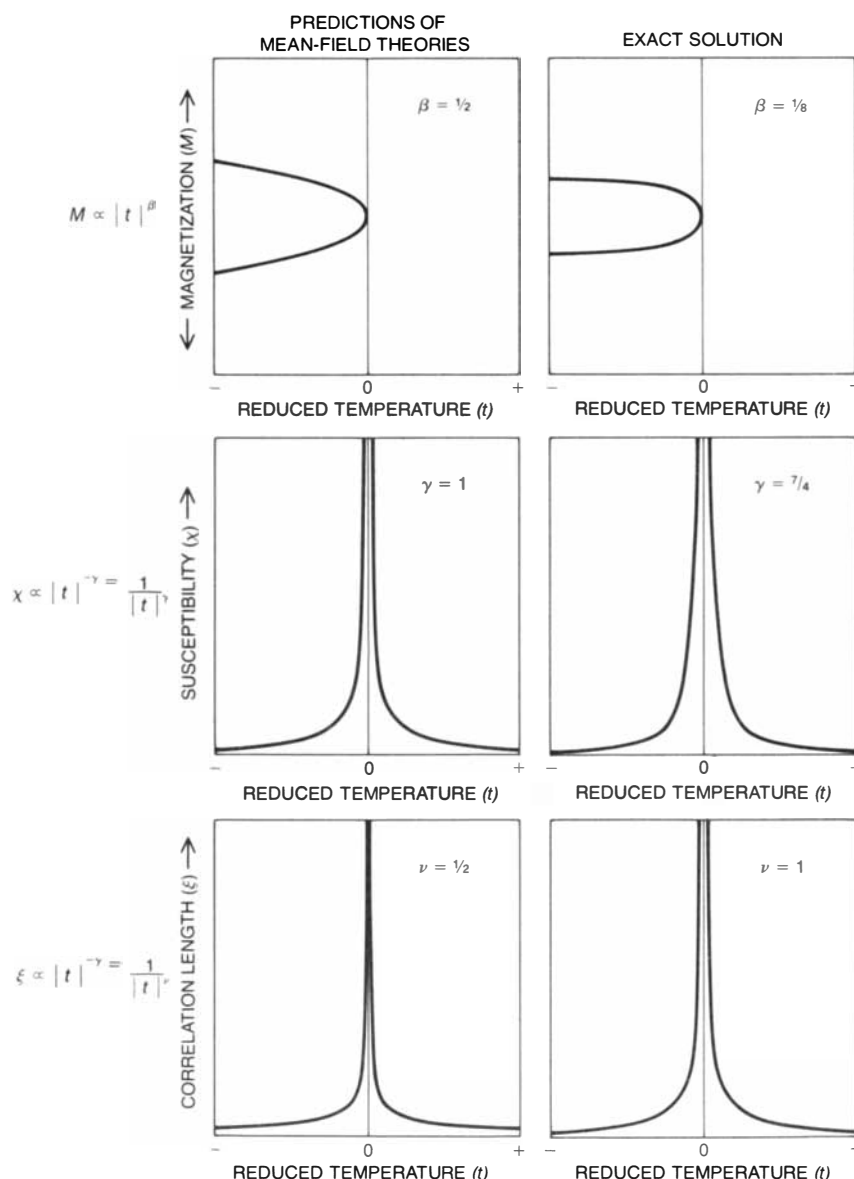 PREDICTIONS OF
MEAN-FIELD THEORIES
EXACT SOLUTION
M ∝ | t |^β
← MAGNETIZATION (M) →
β = ½
β = ⅛
− 0 +
REDUCED TEMPERATURE (t)
− 0
REDUCED TEMPERATURE (t)
χ ∝ | t |^−γ = 1/| t |^γ
SUSCEPTIBILITY (χ) →
γ = 1
γ = 7/4
− 0 +
REDUCED TEMPERATURE (t)
− 0
REDUCED TEMPERATURE (t)
ξ ∝ | t |^−γ = 1/| t |^ν
CORRELATION LENGTH (ξ) →
ν = ½
ν = 1
− 0 +
REDUCED TEMPERATURE (t)
− 0
REDUCED TEMPERATURE (t)